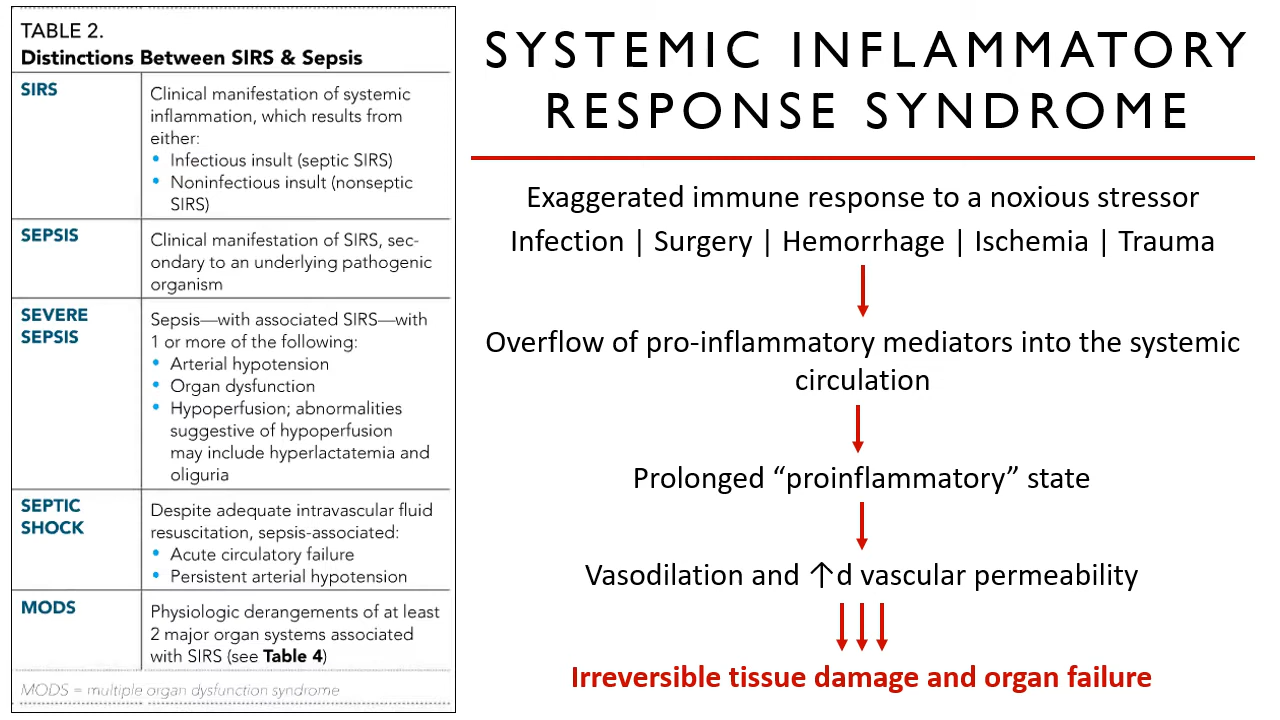 TABLE 2.
Distinctions Between SIRS & Sepsis
SIRS
Clinical manifestation of systemic
inflammation, which results from
either:
• Infectious insult (septic SIRS)
• Noninfectious insult (nonseptic
SIRS)
SEPSIS
Clinical manifestation of SIRS, sec-
ondary to an underlying pathogenic
organism
SEVERE
SEPSIS
Sepsis—with associated SIRS—with
1 or more of the following:
• Arterial hypotension
• Organ dysfunction
• Hypoperfusion; abnormalities
suggestive of hypoperfusion
may include hyperlactatemia and
oliguria
SEPTIC
SHOCK
Despite adequate intravascular fluid
resuscitation, sepsis-associated:
• Acute circulatory failure
• Persistent arterial hypotension
MODS
Physiologic derangements of at least
2 major organ systems associated
with SIRS (see Table 4)
MODS = multiple organ dysfunction syndrome
SYSTEMIC INFLAMMATORY
RESPONSE SYNDROME
Exaggerated immune response to a noxious stressor
Infection | Surgery | Hemorrhage | Ischemia | Trauma
Overflow of pro-inflammatory mediators into the systemic
circulation
Prolonged “proinflammatory” state
Vasodilation and ↑d vascular permeability
Irreversible tissue damage and organ failure